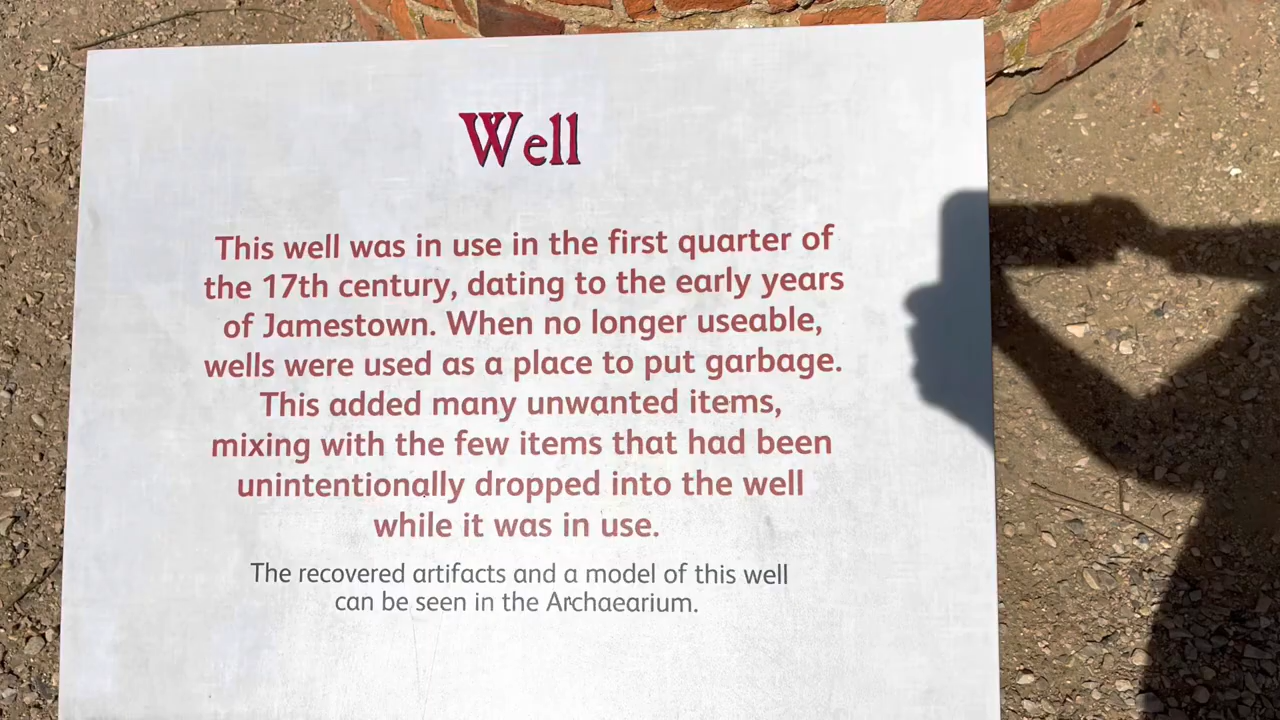 Well
This well was in use in the first quarter of
the 17th century, dating to the early years
of Jamestown. When no longer useable,
wells were used as a place to put garbage.
This added many unwanted items,
mixing with the few items that had been
unintentionally dropped into the well
while it was in use.
The recovered artifacts and a model of this well
can be seen in the Archaearium.